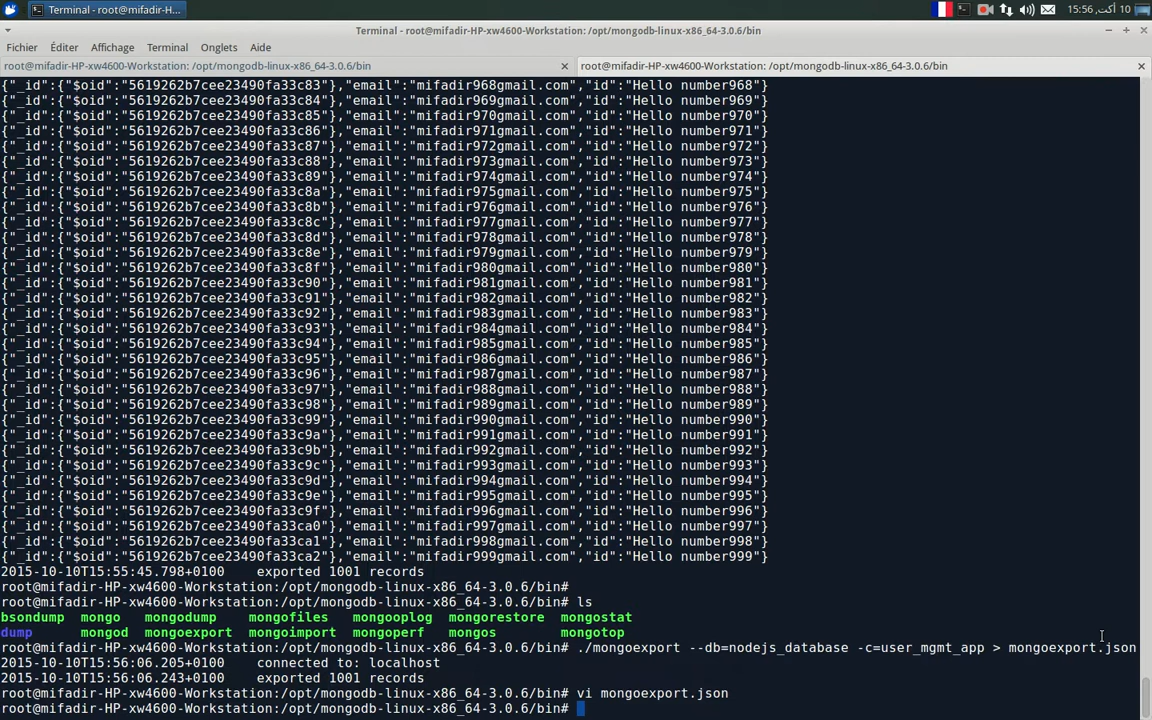 Terminal - root@mifadir-H...
10 أكت, 15:56
Terminal - root@mifadir-HP-xw4600-Workstation: /opt/mongodb-linux-x86_64-3.0.6/bin
Fichier Éditer Affichage Terminal Onglets Aide
root@mifadir-HP-xw4600-Workstation: /opt/mongodb-linux-x86_64-3.0.6/bin
root@mifadir-HP-xw4600-Workstation: /opt/mongodb-linux-x86_64-3.0.6/bin
{"_id":{"$oid":"5619262b7cee23490fa33c83"},"email":"mifadir968gmail.com","id":"Hello number968"}
{"_id":{"$oid":"5619262b7cee23490fa33c84"},"email":"mifadir969gmail.com","id":"Hello number969"}
{"_id":{"$oid":"5619262b7cee23490fa33c85"},"email":"mifadir970gmail.com","id":"Hello number970"}
{"_id":{"$oid":"5619262b7cee23490fa33c86"},"email":"mifadir971gmail.com","id":"Hello number971"}
{"_id":{"$oid":"5619262b7cee23490fa33c87"},"email":"mifadir972gmail.com","id":"Hello number972"}
{"_id":{"$oid":"5619262b7cee23490fa33c88"},"email":"mifadir973gmail.com","id":"Hello number973"}
{"_id":{"$oid":"5619262b7cee23490fa33c89"},"email":"mifadir974gmail.com","id":"Hello number974"}
{"_id":{"$oid":"5619262b7cee23490fa33c8a"},"email":"mifadir975gmail.com","id":"Hello number975"}
{"_id":{"$oid":"5619262b7cee23490fa33c8b"},"email":"mifadir976gmail.com","id":"Hello number976"}
{"_id":{"$oid":"5619262b7cee23490fa33c8c"},"email":"mifadir977gmail.com","id":"Hello number977"}
{"_id":{"$oid":"5619262b7cee23490fa33c8d"},"email":"mifadir978gmail.com","id":"Hello number978"}
{"_id":{"$oid":"5619262b7cee23490fa33c8e"},"email":"mifadir979gmail.com","id":"Hello number979"}
{"_id":{"$oid":"5619262b7cee23490fa33c8f"},"email":"mifadir980gmail.com","id":"Hello number980"}
{"_id":{"$oid":"5619262b7cee23490fa33c90"},"email":"mifadir981gmail.com","id":"Hello number981"}
{"_id":{"$oid":"5619262b7cee23490fa33c91"},"email":"mifadir982gmail.com","id":"Hello number982"}
{"_id":{"$oid":"5619262b7cee23490fa33c92"},"email":"mifadir983gmail.com","id":"Hello number983"}
{"_id":{"$oid":"5619262b7cee23490fa33c93"},"email":"mifadir984gmail.com","id":"Hello number984"}
{"_id":{"$oid":"5619262b7cee23490fa33c94"},"email":"mifadir985gmail.com","id":"Hello number985"}
{"_id":{"$oid":"5619262b7cee23490fa33c95"},"email":"mifadir986gmail.com","id":"Hello number986"}
{"_id":{"$oid":"5619262b7cee23490fa33c96"},"email":"mifadir987gmail.com","id":"Hello number987"}
{"_id":{"$oid":"5619262b7cee23490fa33c97"},"email":"mifadir988gmail.com","id":"Hello number988"}
{"_id":{"$oid":"5619262b7cee23490fa33c98"},"email":"mifadir989gmail.com","id":"Hello number989"}
{"_id":{"$oid":"5619262b7cee23490fa33c99"},"email":"mifadir990gmail.com","id":"Hello number990"}
{"_id":{"$oid":"5619262b7cee23490fa33c9a"},"email":"mifadir991gmail.com","id":"Hello number991"}
{"_id":{"$oid":"5619262b7cee23490fa33c9b"},"email":"mifadir992gmail.com","id":"Hello number992"}
{"_id":{"$oid":"5619262b7cee23490fa33c9c"},"email":"mifadir993gmail.com","id":"Hello number993"}
{"_id":{"$oid":"5619262b7cee23490fa33c9d"},"email":"mifadir994gmail.com","id":"Hello number994"}
{"_id":{"$oid":"5619262b7cee23490fa33c9e"},"email":"mifadir995gmail.com","id":"Hello number995"}
{"_id":{"$oid":"5619262b7cee23490fa33c9f"},"email":"mifadir996gmail.com","id":"Hello number996"}
{"_id":{"$oid":"5619262b7cee23490fa33ca0"},"email":"mifadir997gmail.com","id":"Hello number997"}
{"_id":{"$oid":"5619262b7cee23490fa33ca1"},"email":"mifadir998gmail.com","id":"Hello number998"}
{"_id":{"$oid":"5619262b7cee23490fa33ca2"},"email":"mifadir999gmail.com","id":"Hello number999"}
2015-10-10T15:55:45.798+0100 exported 1001 records
root@mifadir-HP-xw4600-Workstation:/opt/mongodb-linux-x86_64-3.0.6/bin#
root@mifadir-HP-xw4600-Workstation:/opt/mongodb-linux-x86_64-3.0.6/bin# ls
bsondump mongo mongodump mongofiles mongooplog mongorestore mongostat
dump mongod mongoexport mongoimport mongoperf mongos mongotop
root@mifadir-HP-xw4600-Workstation:/opt/mongodb-linux-x86_64-3.0.6/bin# ./mongoexport --db=nodejs_database -c=user_mgmt_app > mongoexport.json
2015-10-10T15:56:06.205+0100 connected to: localhost
2015-10-10T15:56:06.243+0100 exported 1001 records
root@mifadir-HP-xw4600-Workstation:/opt/mongodb-linux-x86_64-3.0.6/bin# vi mongoexport.json
root@mifadir-HP-xw4600-Workstation:/opt/mongodb-linux-x86_64-3.0.6/bin#